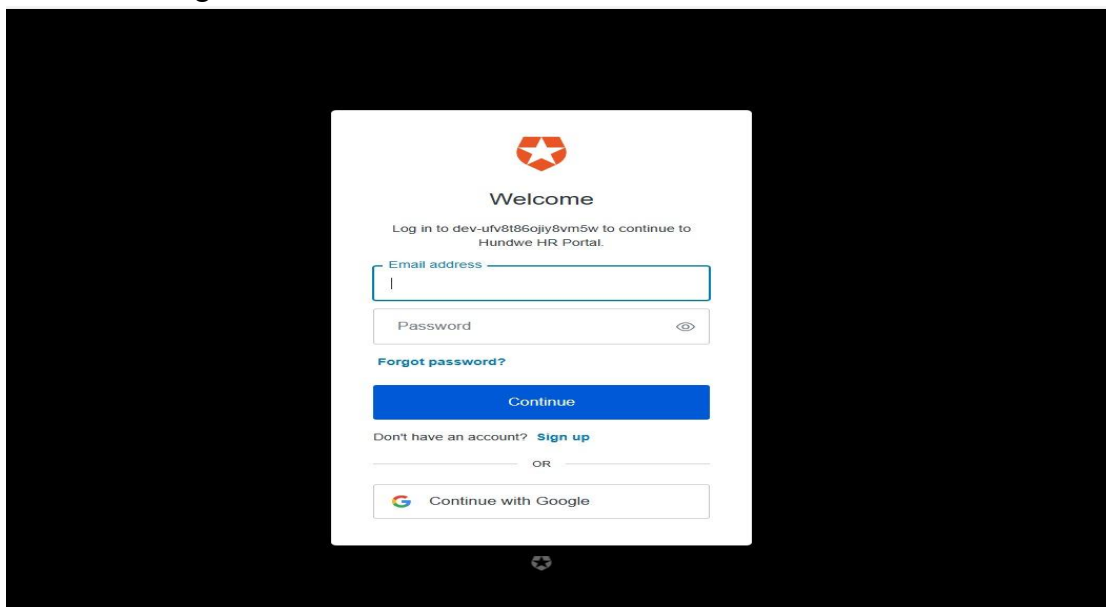 Welcome
Log in to dev-ufv8t86ojiy8vm5w to continue to
Hundwe HR Portal.
Email address
Password
Forgot password?
Continue
Don't have an account? Sign up
OR
Continue with Google